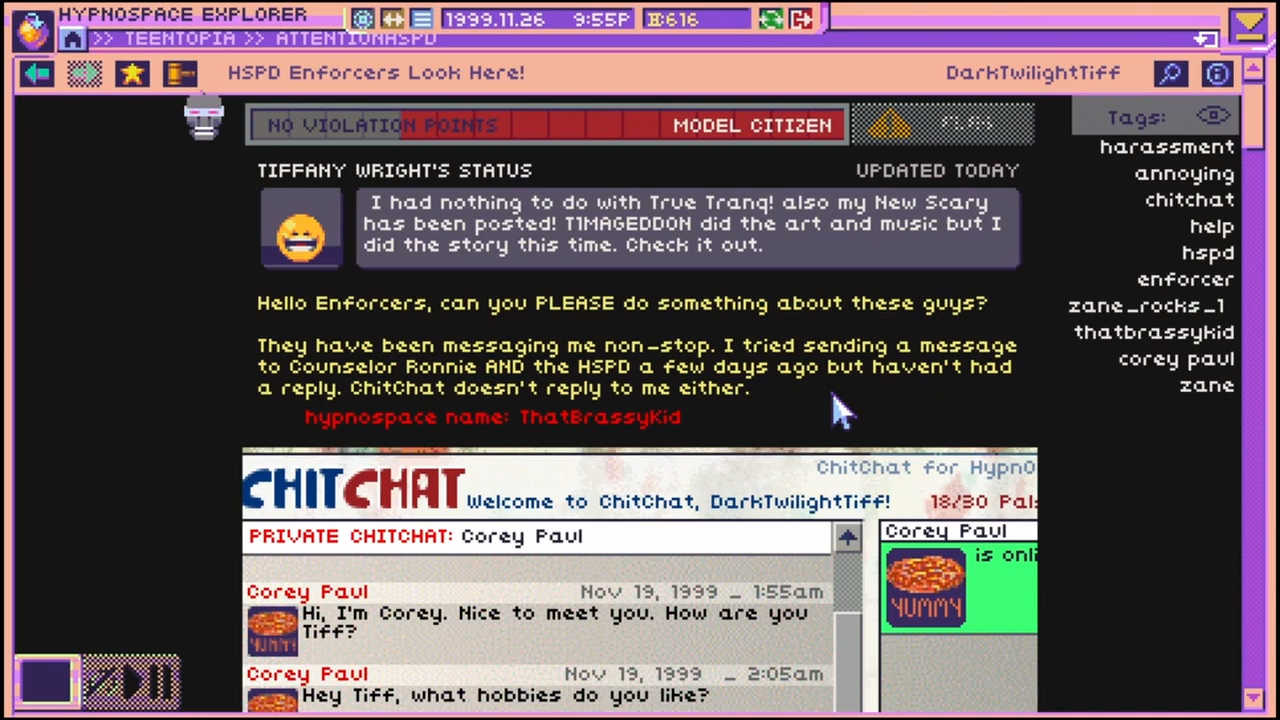 HYPNOSPACE EXPLORER
1999.11.26 9:55P
616
>> TEENTOPIA >> ATTENTIONHSPD
HSPD Enforcers Look Here!
DarkTwilightTiff
NO VIOLATION POINTS
MODEL CITIZEN
FLAG
Tags:
harassment
annoying
chitchat
help
hspd
enforcer
zane_rocks_1
thatbrassykid
corey paul
zane
TIFFANY WRIGHT'S STATUS
UPDATED TODAY
I had nothing to do with True Tranq! also my New Scary
has been posted! T1MAGEDDON did the art and music but I
did the story this time. Check it out.
Hello Enforcers, can you PLEASE do something about these guys?
They have been messaging me non-stop. I tried sending a message
to Counselor Ronnie AND the HSPD a few days ago but haven't had
a reply. ChitChat doesn't reply to me either.
hypnospace name: ThatBrassyKid
CHITCHAT
ChitChat for Hypno
Welcome to ChitChat, DarkTwilightTiff!
18/30 Pals
PRIVATE CHITCHAT: Corey Paul
Corey Paul
is onli
YUMMY
Corey Paul
Nov 19, 1999 _ 1:55am
Hi, I'm Corey. Nice to meet you. How are you
Tiff?
YUMMY
Corey Paul
Nov 19, 1999 _ 2:05am
Hey Tiff, what hobbies do you like?